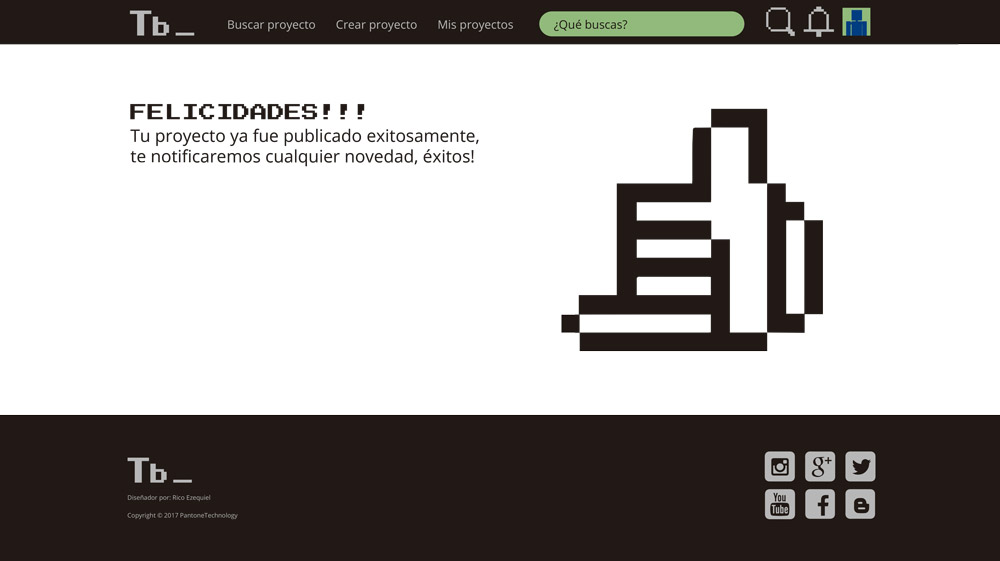 Tb_
Buscar proyecto
Crear proyecto
Mis proyectos
¿Qué buscas?
FELICIDADES!!!
Tu proyecto ya fue publicado exitosamente,
te notificaremos cualquier novedad, éxitos!
Tb_
Diseñador por: Rico Ezequiel
Copyright © 2017 PantoneTechnology
g+
You
Tube